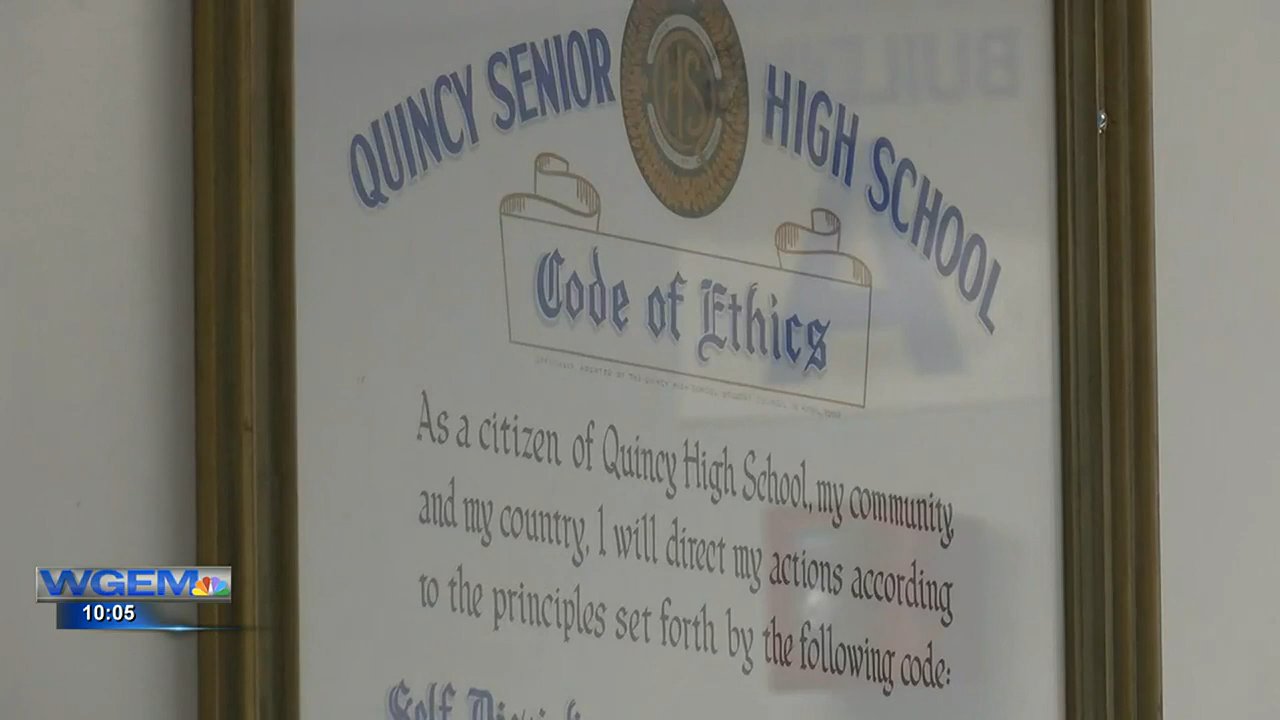 QUINCY SENIOR HIGH SCHOOL
Code of Ethics
As a citizen of Quincy High School, my community,
and my country, I will direct my actions according
to the principles set forth by the following code:
Self
WGEM
10:05